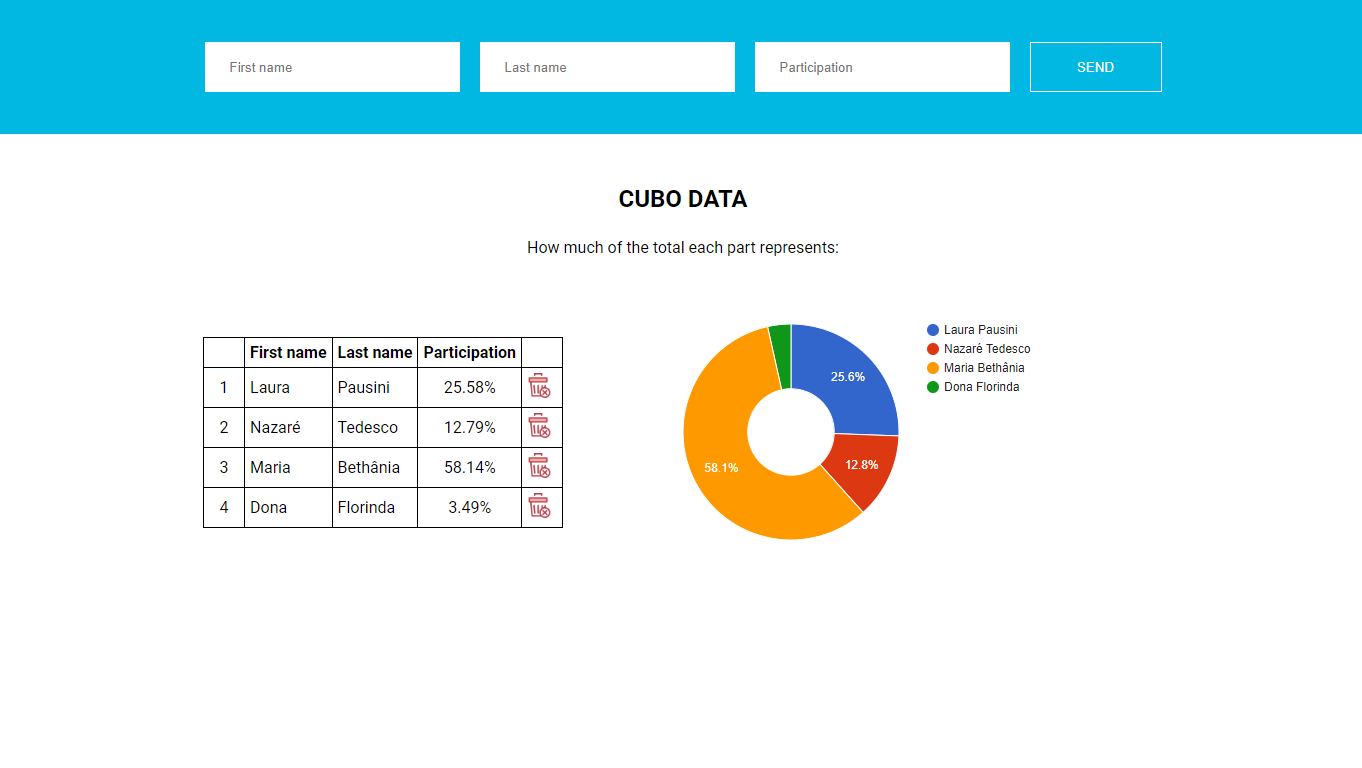 First name Last name Participation SEND
CUBO DATA
How much of the total each part represents:
First name Last name Participation
1 Laura Pausini 25.58%
2 Nazaré Tedesco 12.79%
3 Maria Bethânia 58.14%
4 Dona Florinda 3.49%
25.6%
12.8%
58.1%
Laura Pausini
Nazaré Tedesco
Maria Bethânia
Dona Florinda